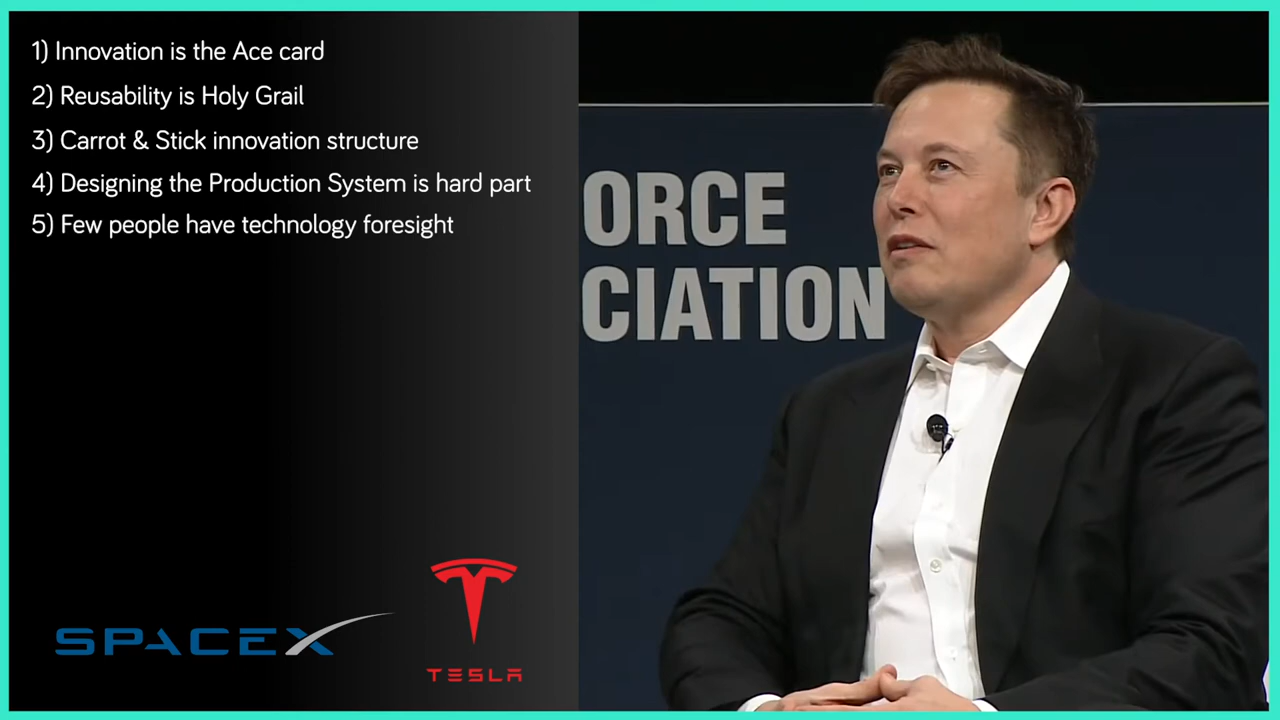 1) Innovation is the Ace card
2) Reusability is Holy Grail
3) Carrot & Stick innovation structure
4) Designing the Production System is hard part
5) Few people have technology foresight
ORCE
CIATION
SPACEX
TESLA